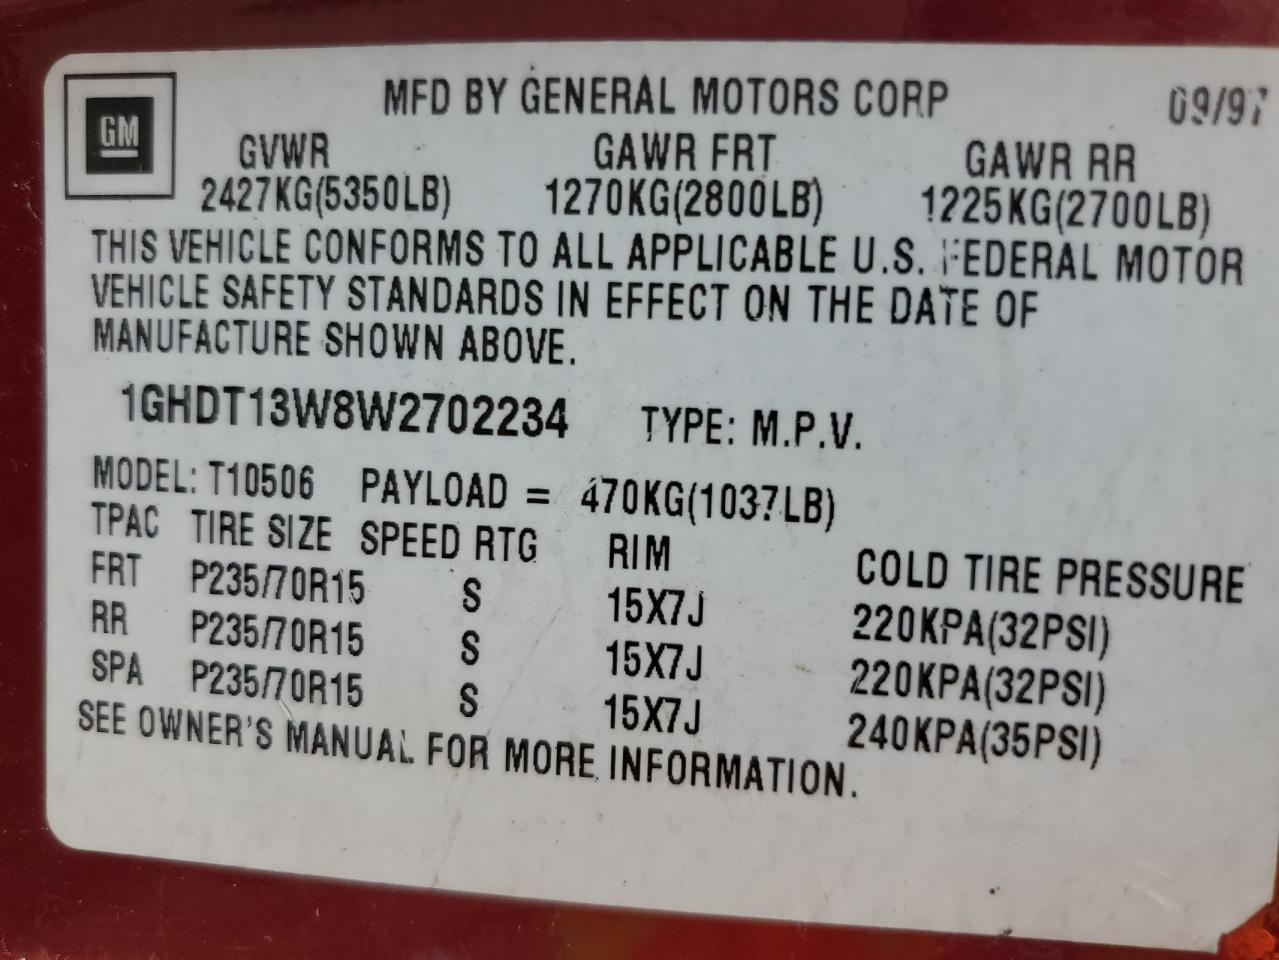 GM
MFD BY GENERAL MOTORS CORP 09/97
GVWR GAWR FRT GAWR RR
2427KG(5350LB) 1270KG(2800LB) 1225KG(2700LB)
THIS VEHICLE CONFORMS TO ALL APPLICABLE U.S. FEDERAL MOTOR
VEHICLE SAFETY STANDARDS IN EFFECT ON THE DATE OF
MANUFACTURE SHOWN ABOVE.
1GHDT13W8W2702234 TYPE: M.P.V.
MODEL: T10506 PAYLOAD = 470KG(1037LB)
TPAC TIRE SIZE SPEED RTG RIM COLD TIRE PRESSURE
FRT P235/70R15 S 15X7J 220KPA(32PSI)
RR P235/70R15 S 15X7J 220KPA(32PSI)
SPA P235/70R15 S 15X7J 240KPA(35PSI)
SEE OWNER'S MANUAL FOR MORE INFORMATION.